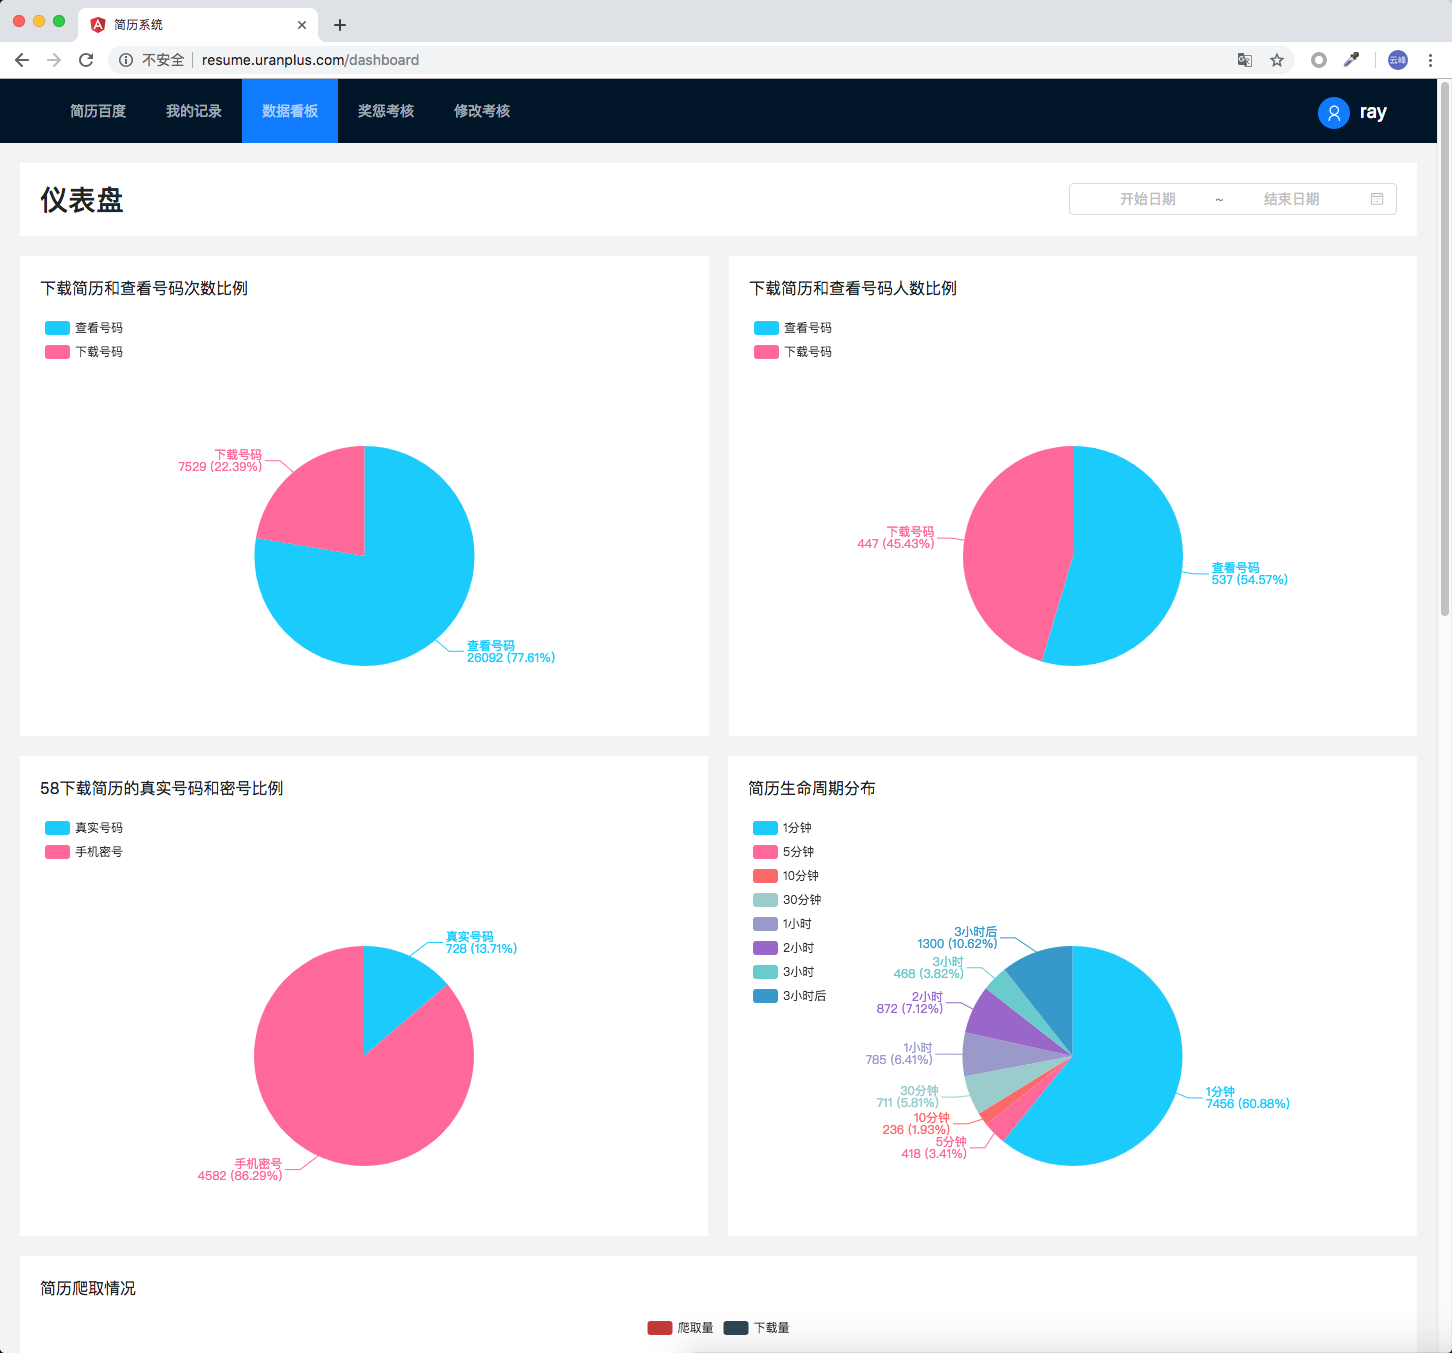 简历系统
不安全
resume.uranplus.com/dashboard
云峰
简历百度
我的记录
数据看板
奖惩考核
修改考核
ray
仪表盘
开始日期 ~ 结束日期
下载简历和查看号码次数比例
查看号码
下载号码
下载号码
7529 (22.39%)
查看号码
26092 (77.61%)
下载简历和查看号码人数比例
查看号码
下载号码
下载号码
447 (45.43%)
查看号码
537 (54.57%)
58下载简历的真实号码和密号比例
真实号码
手机密号
真实号码
728 (13.71%)
手机密号
4582 (86.29%)
简历生命周期分布
1分钟
5分钟
10分钟
30分钟
1小时
2小时
3小时
3小时后
3小时后
1300 (10.62%)
3小时
468 (3.82%)
2小时
872 (7.12%)
1小时
785 (6.41%)
30分钟
711 (5.81%)
10分钟
236 (1.93%)
5分钟
418 (3.41%)
1分钟
7456 (60.88%)
简历爬取情况
爬取量
下载量